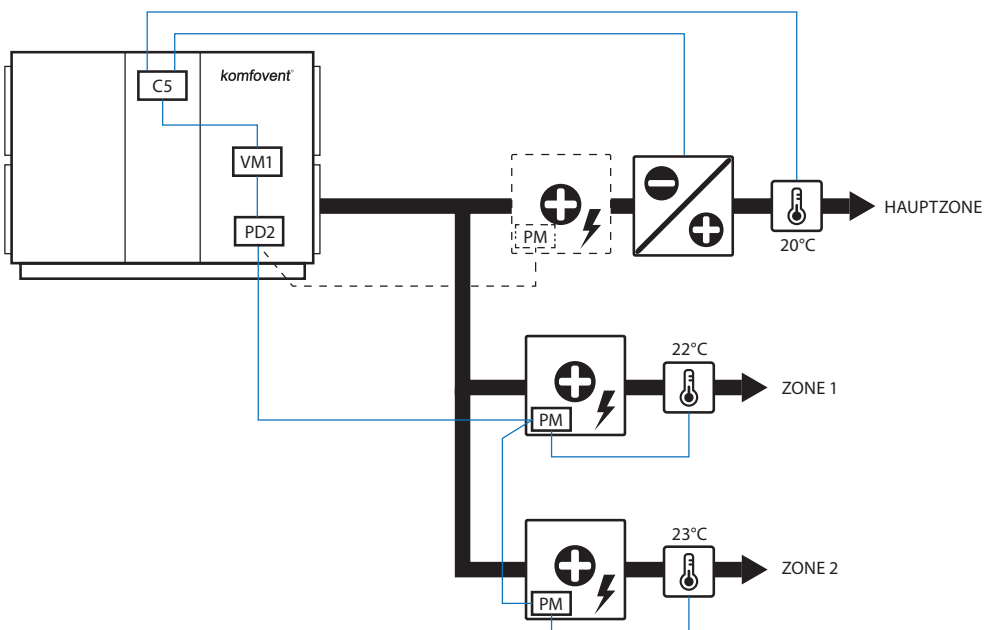 C5
komfovent
VM1
PD2
PM
HAUPTZONE
20°C
22°C
PM
ZONE 1
23°C
PM
ZONE 2